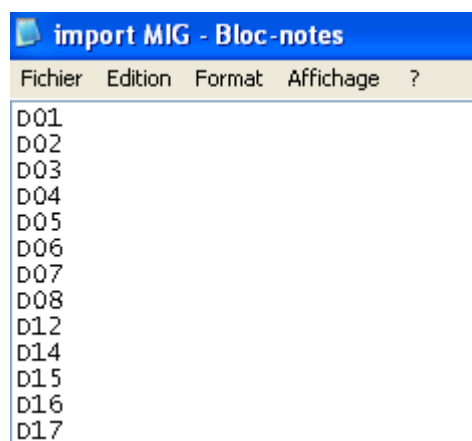 import MIG - Bloc-notes
Fichier Edition Format Affichage ?
D01
D02
D03
D04
D05
D06
D07
D08
D12
D14
D15
D16
D17